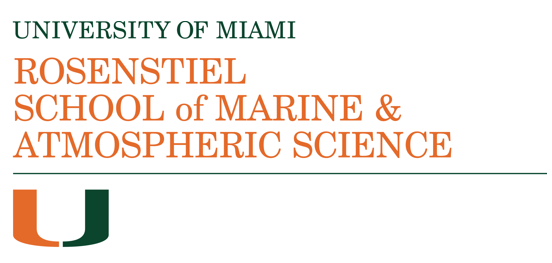 UNIVERSITY OF MIAMI
ROSENSTIEL
SCHOOL of MARINE &
ATMOSPHERIC SCIENCE